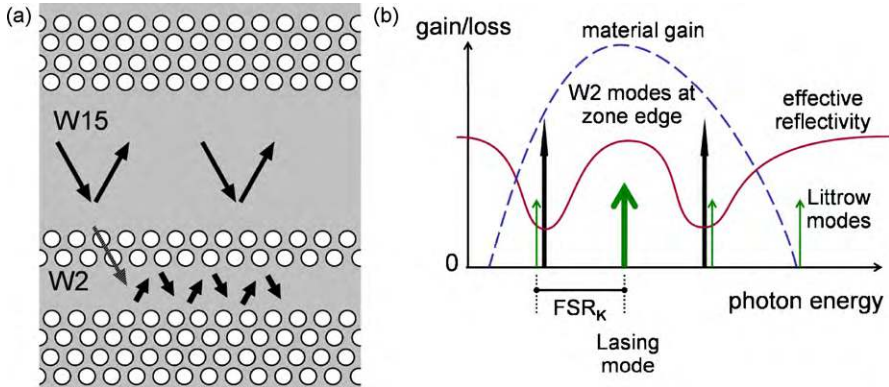 (a)
W15
W2
(b)
gain/loss
material gain
W2 modes at
zone edge
effective
reflectivity
Littrow
modes
0
photon energy
FSR_K
Lasing
mode